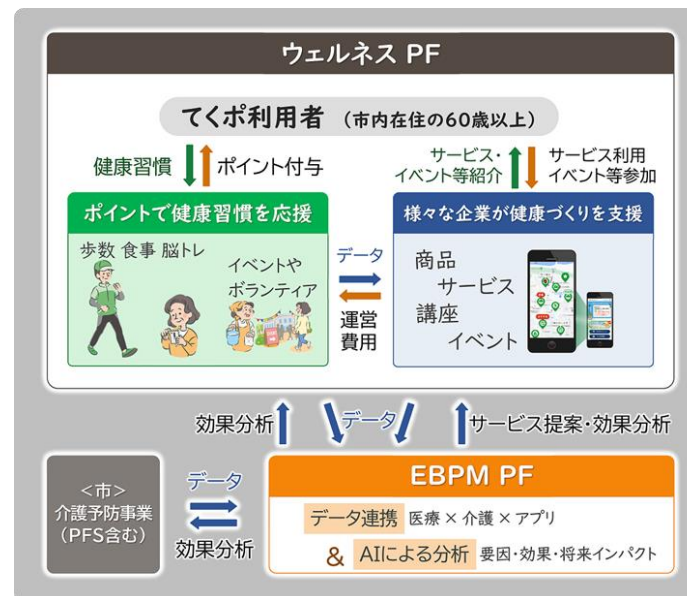 ウェルネス PF
てくポ利用者 (市内在住の60歳以上)
健康習慣
ポイント付与
サービス・
イベント等紹介
サービス利用
イベント等参加
ポイントで健康習慣を応援
歩数 食事 脳トレ
イベントや
ボランティア
データ
運営
費用
様々な企業が健康づくりを支援
商品
サービス
講座
イベント
効果分析
データ
サービス提案・効果分析
<市>
介護予防事業
(PFS含む)
データ
効果分析
EBPM PF
データ連携 医療 × 介護 × アプリ
& AIによる分析 要因・効果・将来インパクト